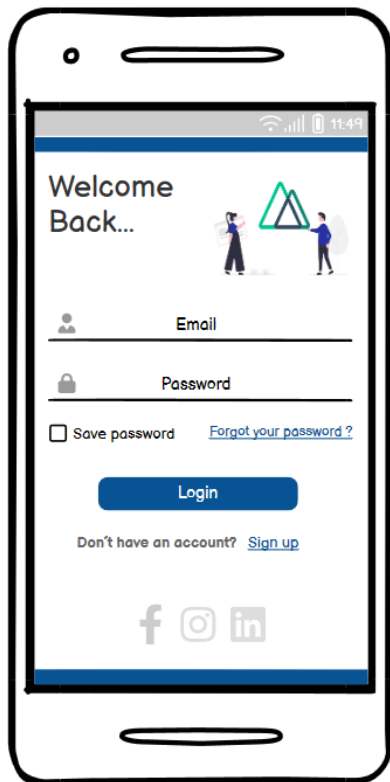 11:49
Welcome
Back...
Email
Password
Save password Forgot your password ?
Login
Don't have an account? Sign up